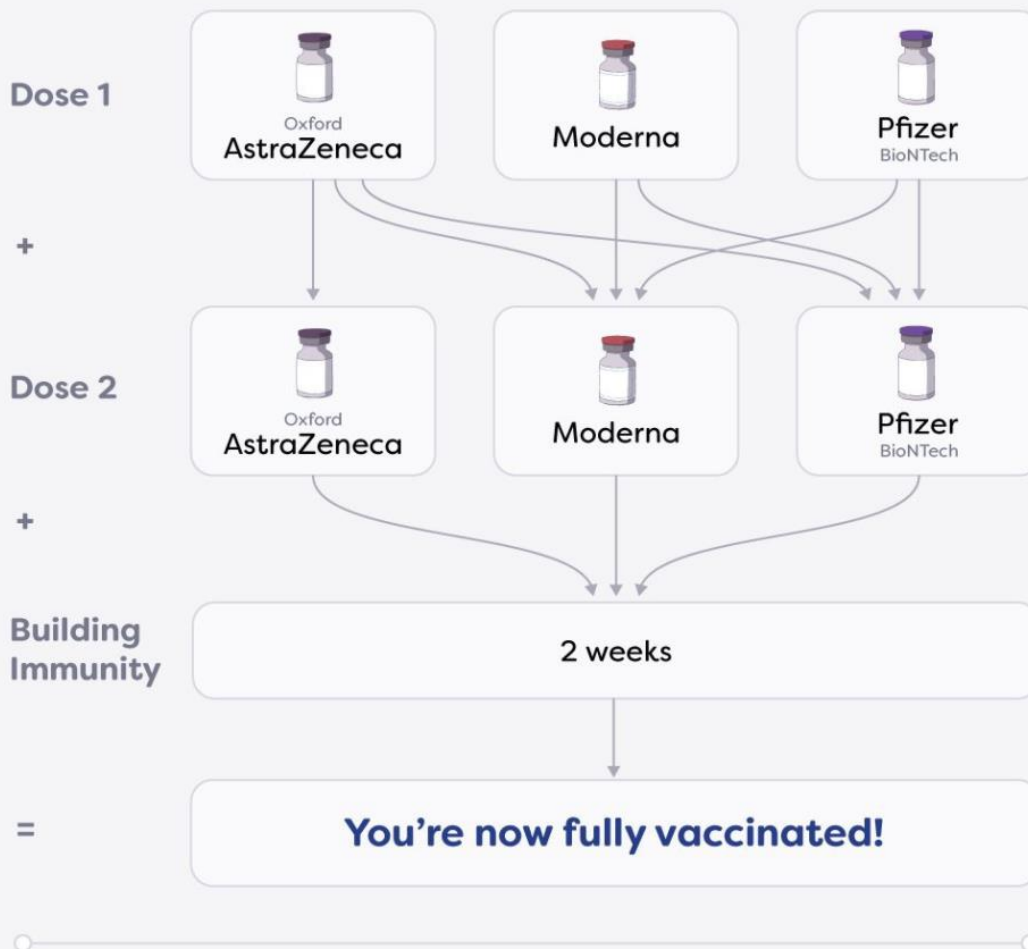 Dose 1
Oxford
AstraZeneca
Moderna
Pfizer
BioNTech
+
Dose 2
Oxford
AstraZeneca
Moderna
Pfizer
BioNTech
+
Building
Immunity
2 weeks
=
You're now fully vaccinated!